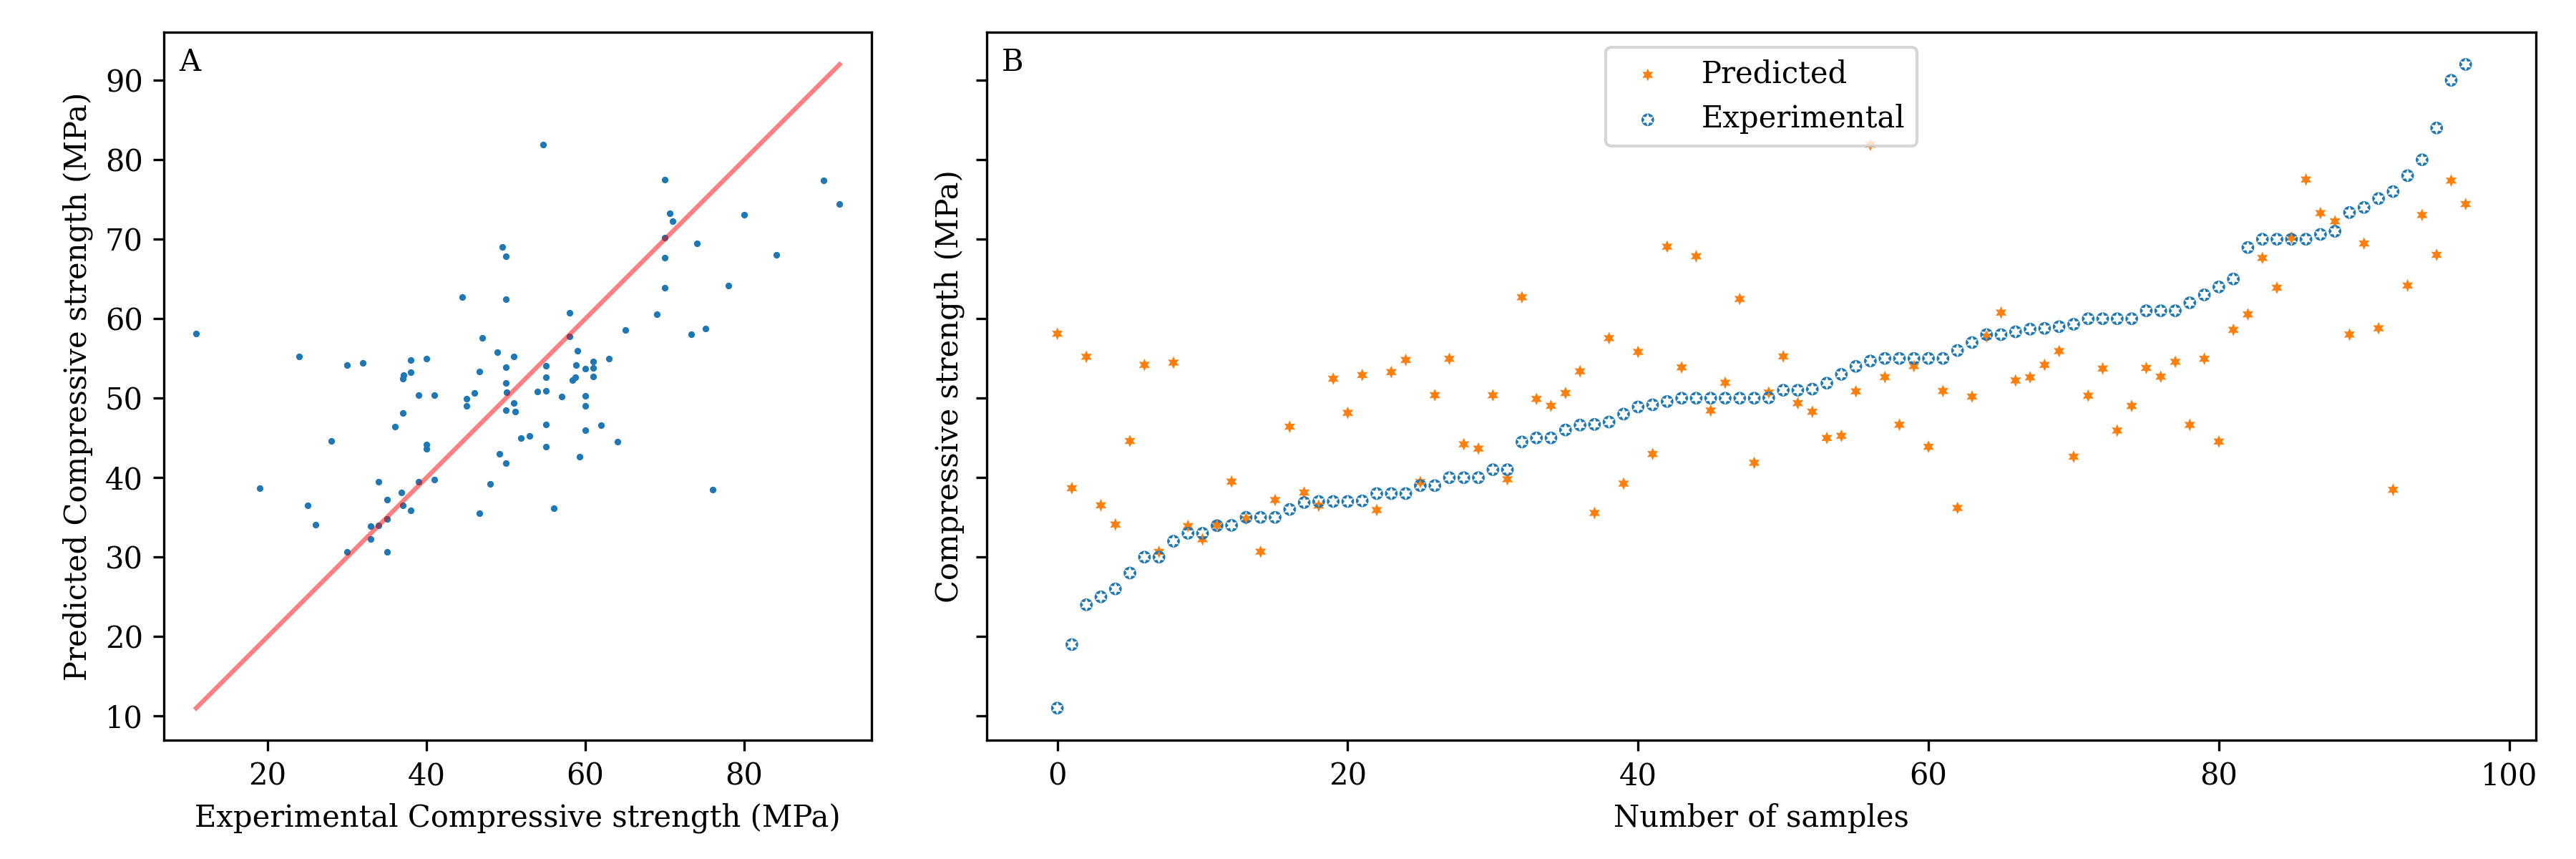 A
90
80
70
60
50
40
30
20
10
Predicted Compressive strength (MPa)
20 40 60 80
Experimental Compressive strength (MPa)
B
Predicted
Experimental
Compressive strength (MPa)
0 20 40 60 80 100
Number of samples